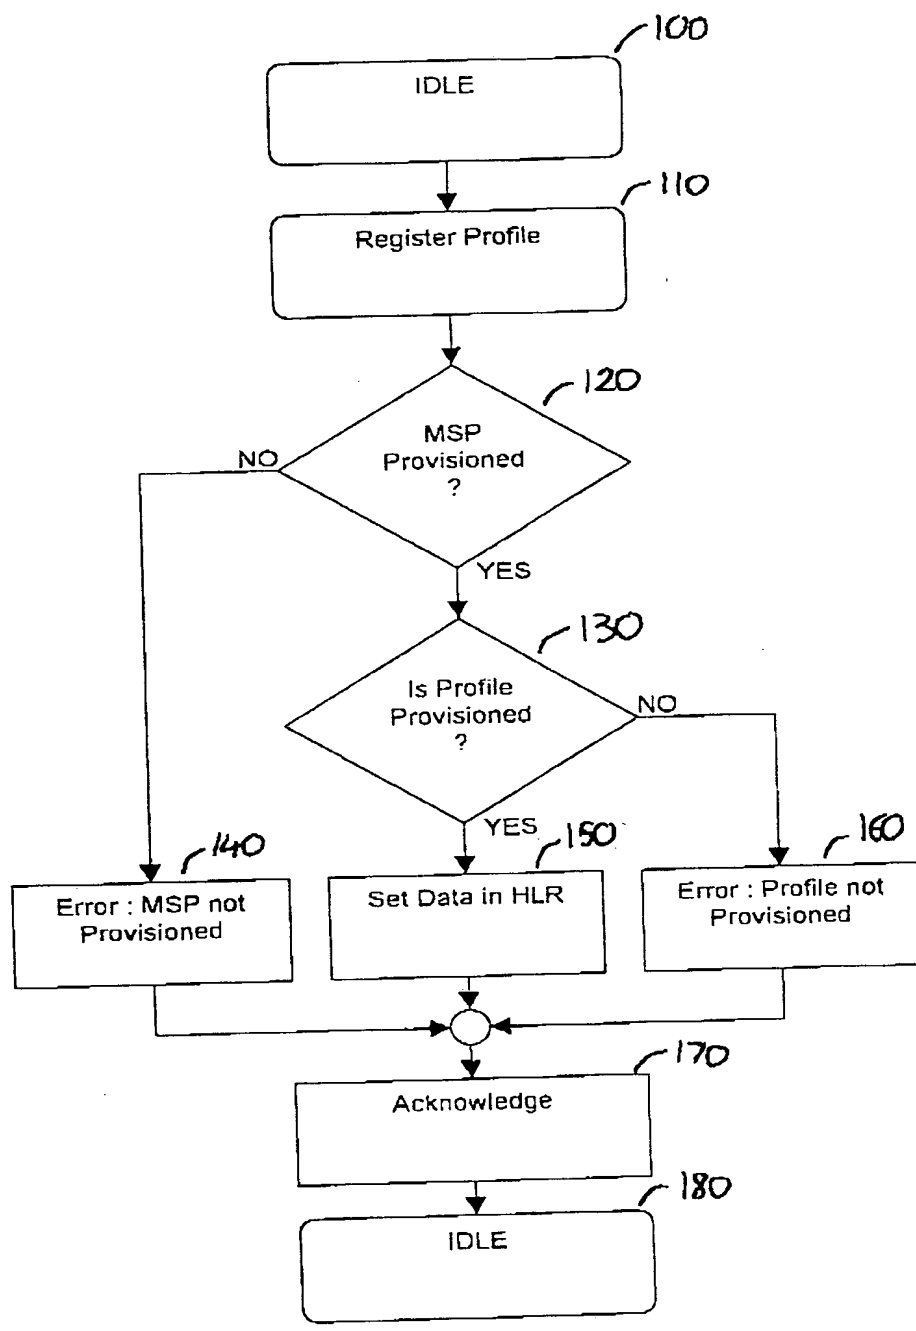 100
IDLE
110
Register Profile
120
MSP
Provisioned
?
NO
YES
130
Is Profile
Provisioned
?
NO
YES
140
Error : MSP not
Provisioned
150
Set Data in HLR
160
Error : Profile not
Provisioned
170
Acknowledge
180
IDLE